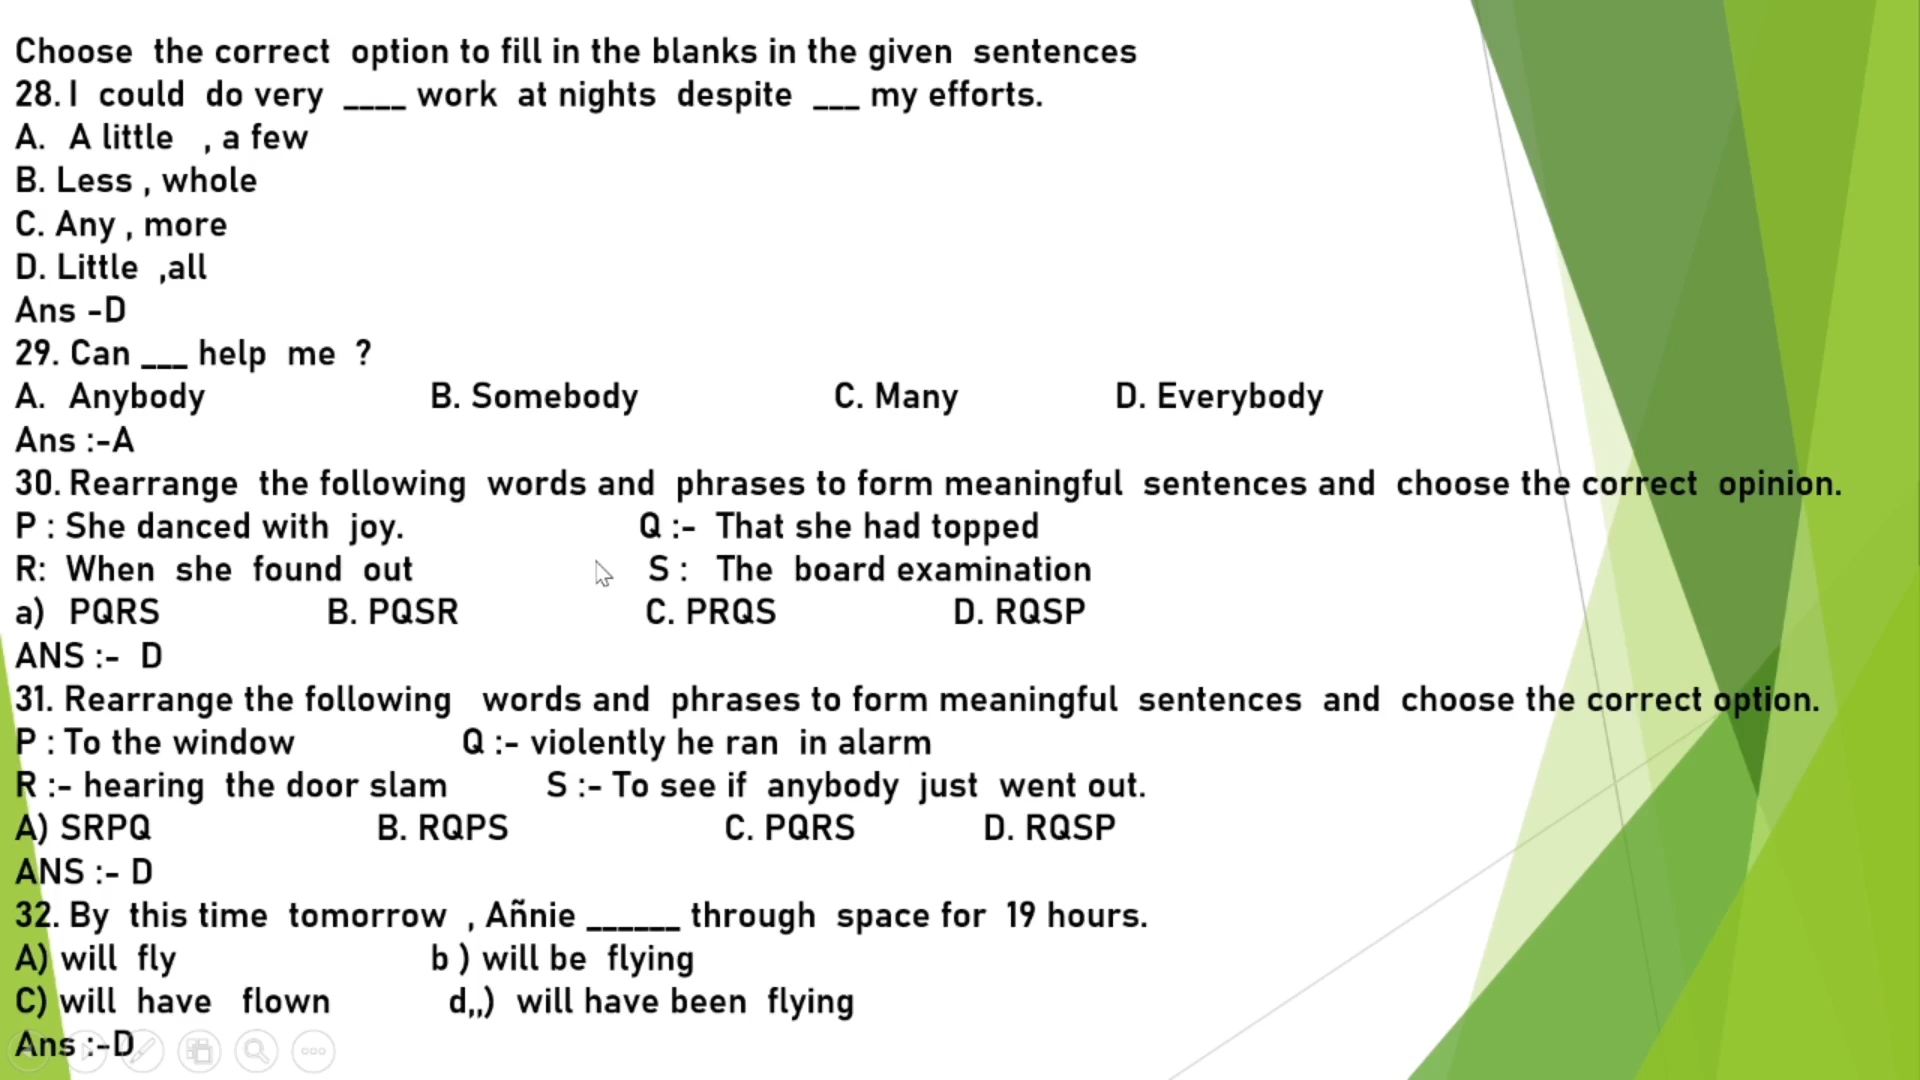 Choose the correct option to fill in the blanks in the given sentences
28. I could do very ____ work at nights despite ___ my efforts.
A. A little , a few
B. Less , whole
C. Any , more
D. Little ,all
Ans -D
29. Can ___ help me ?
A. Anybody B. Somebody C. Many D. Everybody
Ans :-A
30. Rearrange the following words and phrases to form meaningful sentences and choose the correct opinion.
P : She danced with joy. Q :- That she had topped
R: When she found out S : The board examination
a) PQRS B. PQSR C. PRQS D. RQSP
ANS :- D
31. Rearrange the following words and phrases to form meaningful sentences and choose the correct option.
P : To the window Q :- violently he ran in alarm
R :- hearing the door slam S :- To see if anybody just went out.
A) SRPQ B. RQPS C. PQRS D. RQSP
ANS :- D
32. By this time tomorrow , Añnie ______ through space for 19 hours.
A) will fly b ) will be flying
C) will have flown d,,) will have been flying
Ans :-D